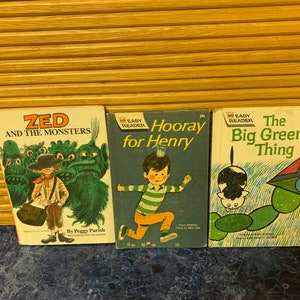 ZED
AND THE MONSTERS
By Peggy Parish
EASY
READER
Hooray
for Henry
EASY
READER
The
Big Green
Thing